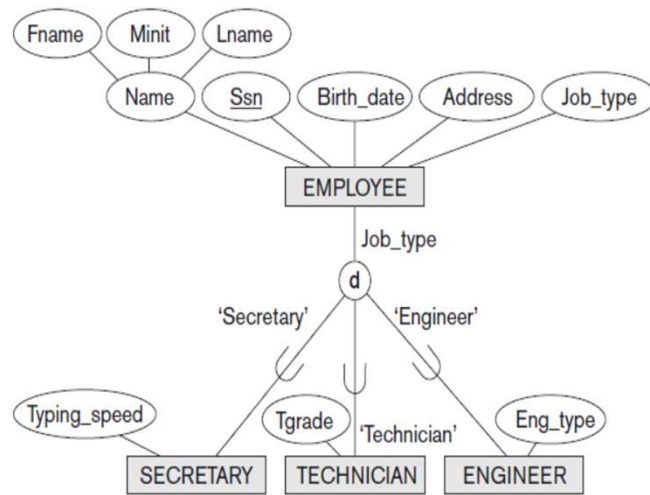 Fname Minit Lname
Name Ssn Birth_date Address Job_type
EMPLOYEE
Job_type
d
‘Secretary’ ‘Engineer’
Typing_speed Tgrade ‘Technician’ Eng_type
SECRETARY TECHNICIAN ENGINEER